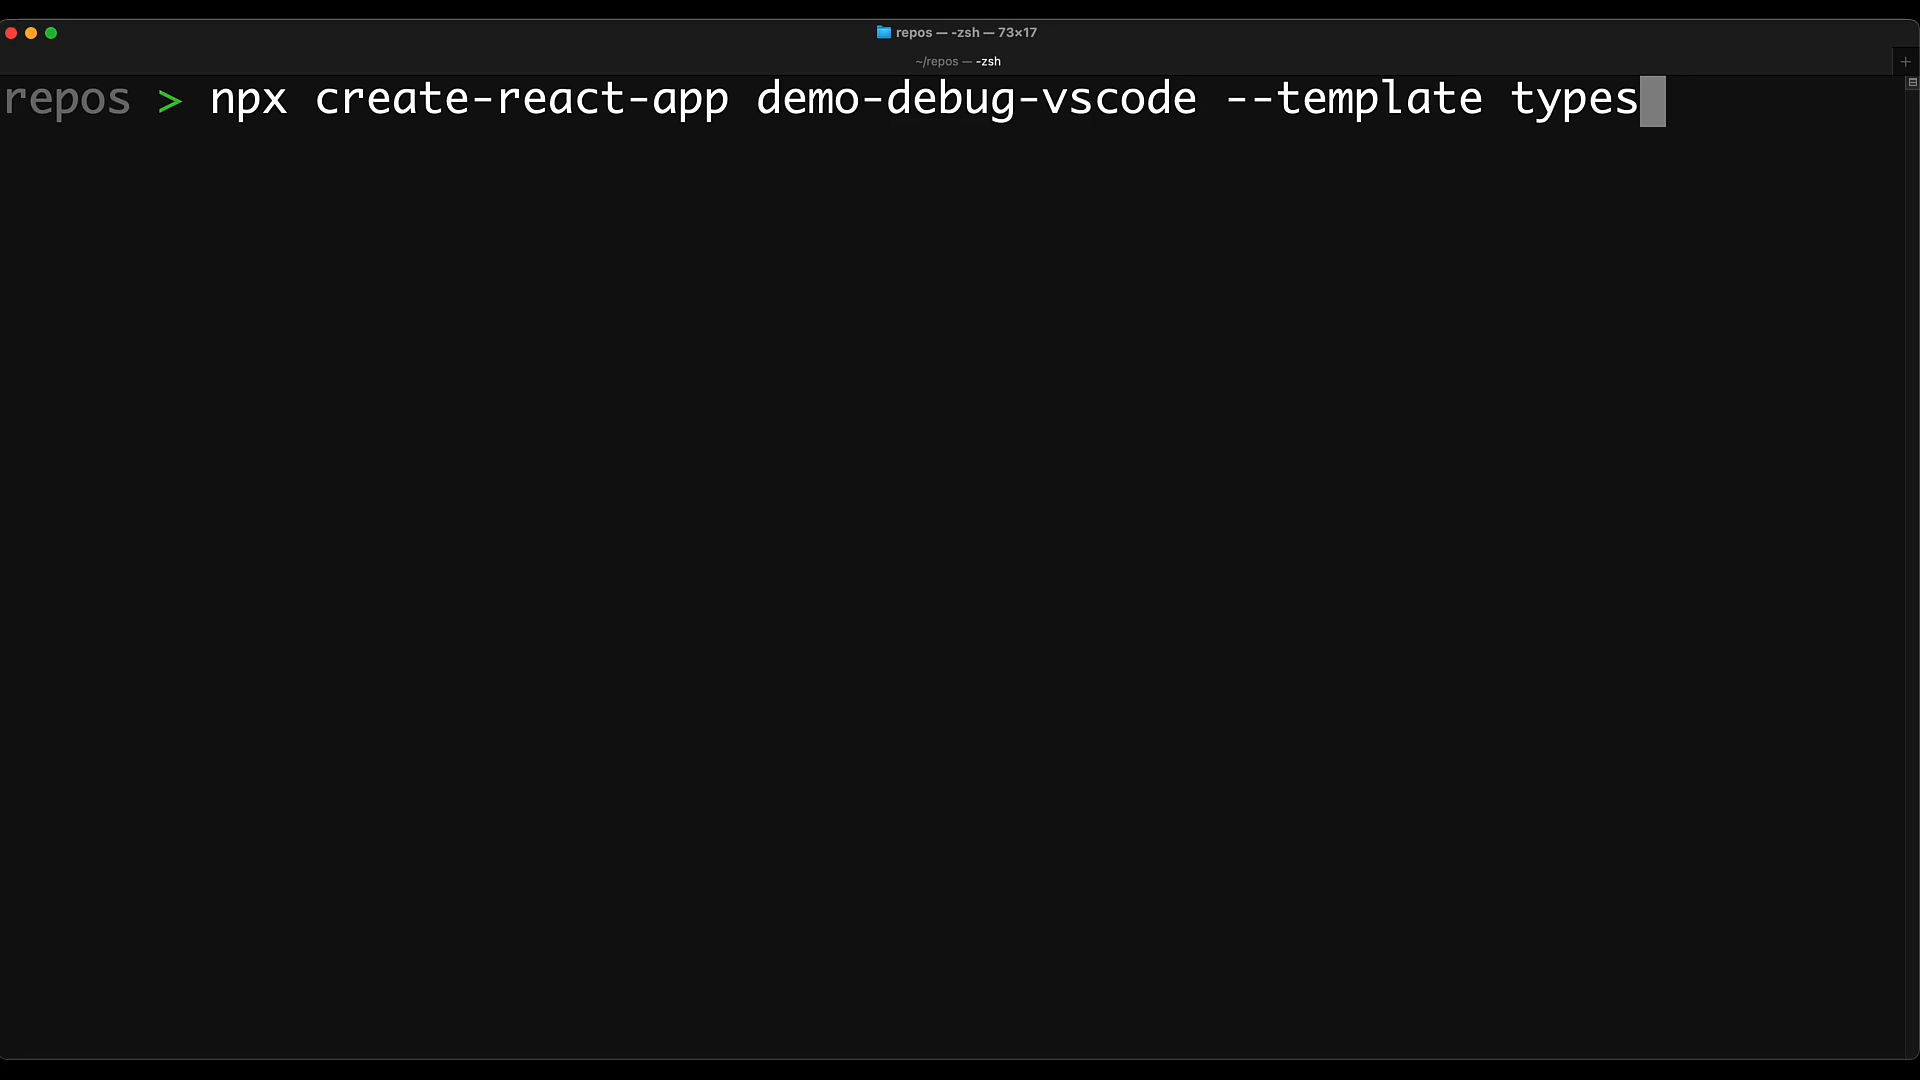 repos — -zsh — 73×17
~/repos — -zsh
repos > npx create-react-app demo-debug-vscode --template types